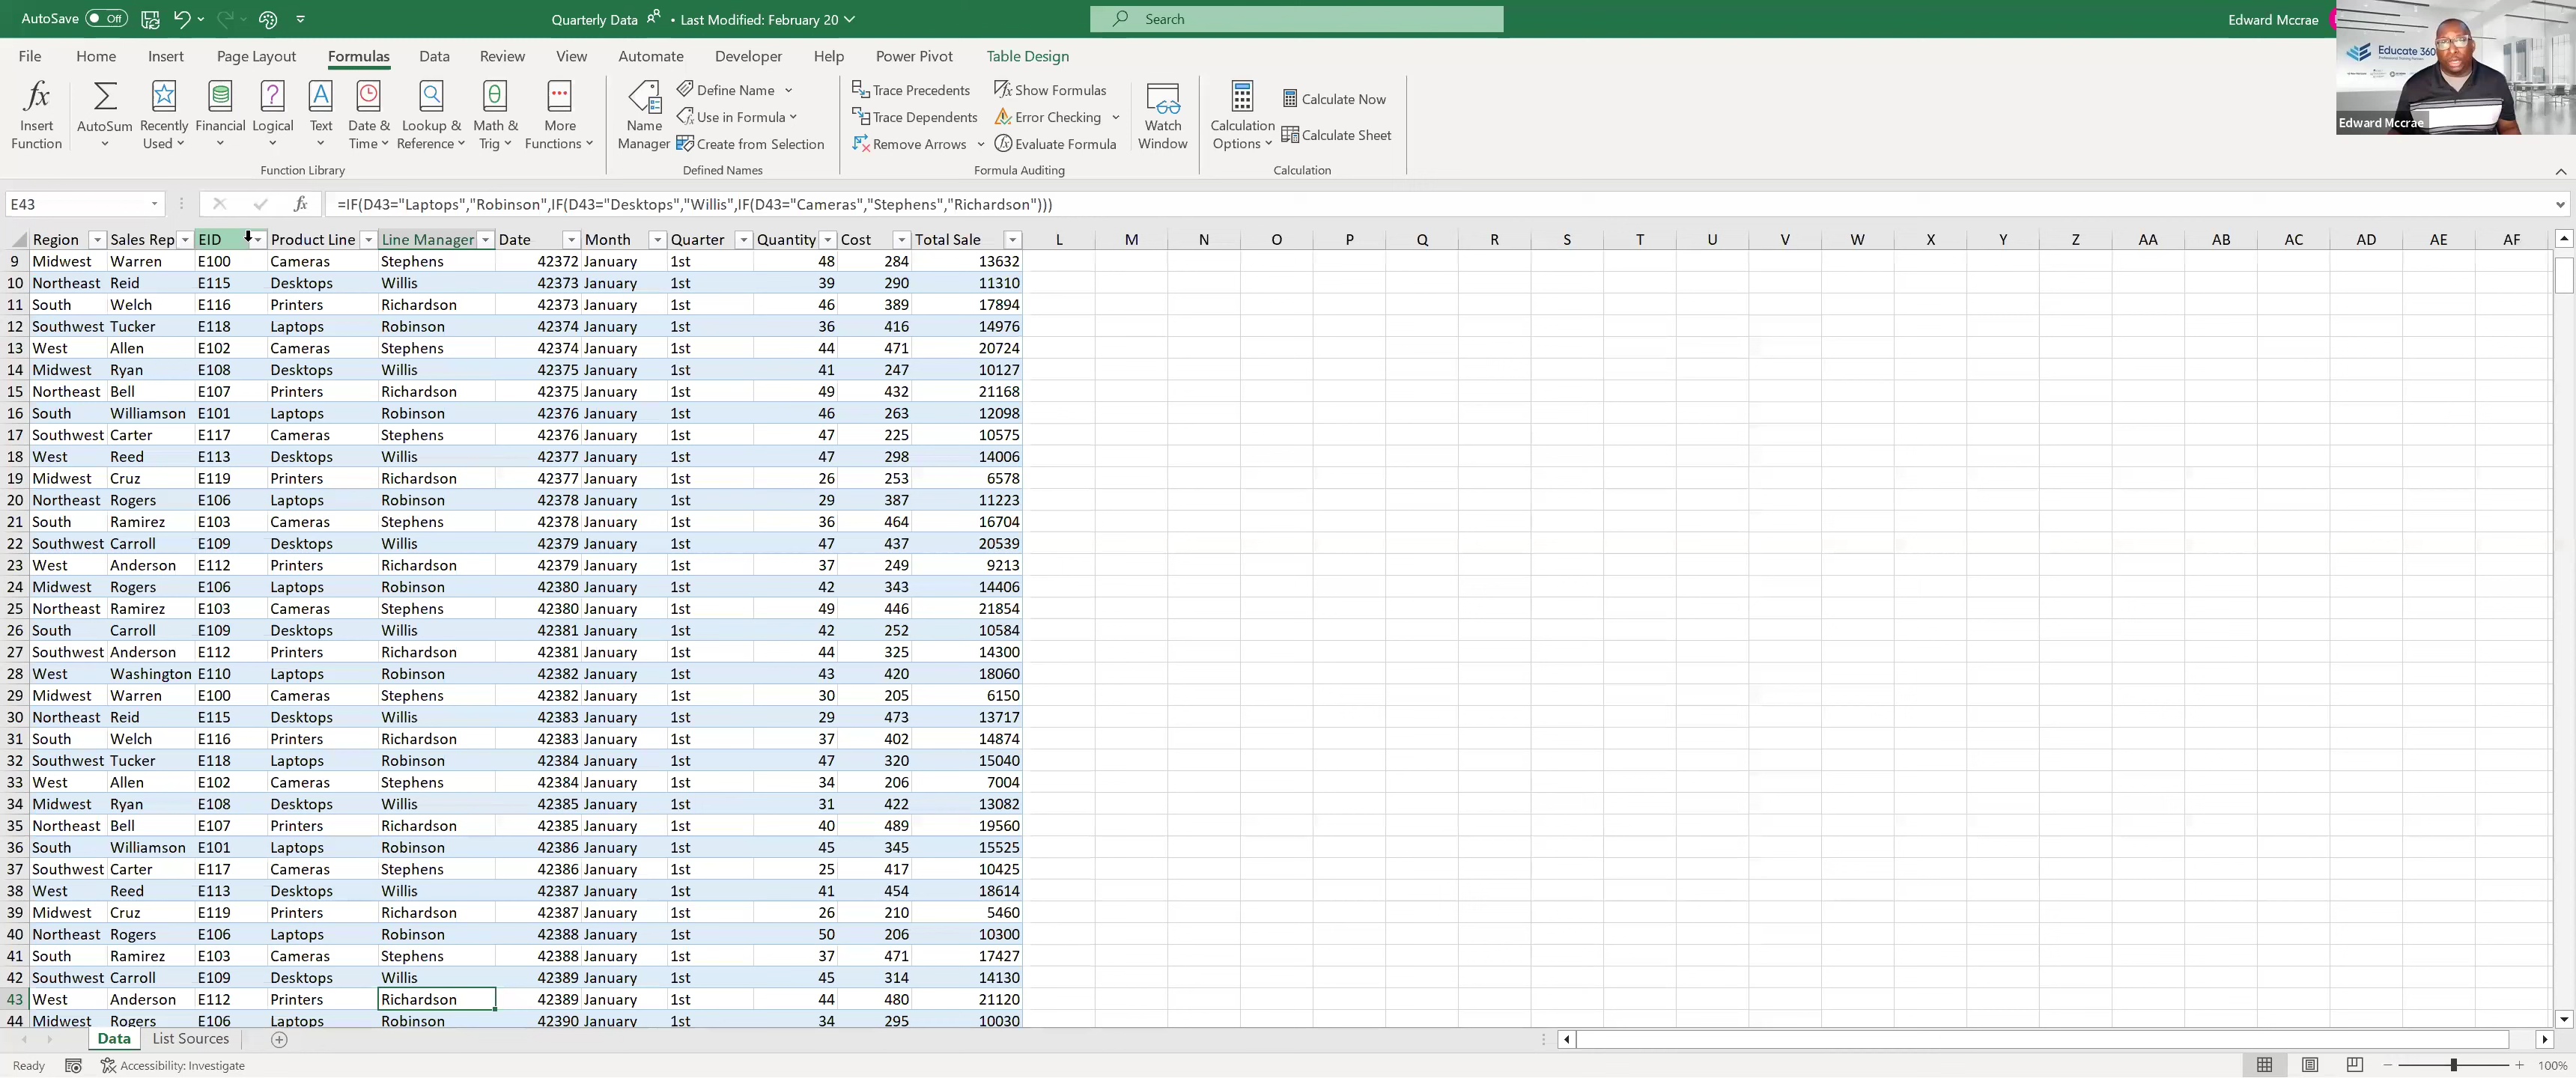 AutoSave Off Quarterly Data • Last Modified: February 20 Search Edward Mccrae
File Home Insert Page Layout Formulas Data Review View Automate Developer Help Power Pivot Table Design
Insert Function AutoSum Recently Used Financial Logical Text Date & Time Lookup & Reference Math & Trig More Functions
Function Library
Name Manager Define Name Use in Formula Create from Selection
Defined Names
Trace Precedents Show Formulas
Trace Dependents Error Checking
Remove Arrows Evaluate Formula
Watch Window
Formula Auditing
Calculation Options Calculate Now Calculate Sheet
Calculation
Educate 360
Edward Mccrae
E43 fx =IF(D43="Laptops","Robinson",IF(D43="Desktops","Willis",IF(D43="Cameras","Stephens","Richardson")))
Region Sales Rep EID Product Line Line Manager Date Month Quarter Quantity Cost Total Sale L M N O P Q R S T U V W X Y Z AA AB AC AD AE AF
9 Midwest Warren E100 Cameras Stephens 42372 January 1st 48 284 13632
10 Northeast Reid E115 Desktops Willis 42373 January 1st 39 290 11310
11 South Welch E116 Printers Richardson 42373 January 1st 46 389 17894
12 Southwest Tucker E118 Laptops Robinson 42374 January 1st 36 416 14976
13 West Allen E102 Cameras Stephens 42374 January 1st 44 471 20724
14 Midwest Ryan E108 Desktops Willis 42375 January 1st 41 247 10127
15 Northeast Bell E107 Printers Richardson 42375 January 1st 49 432 21168
16 South Williamson E101 Laptops Robinson 42376 January 1st 46 263 12098
17 Southwest Carter E117 Cameras Stephens 42376 January 1st 47 225 10575
18 West Reed E113 Desktops Willis 42377 January 1st 47 298 14006
19 Midwest Cruz E119 Printers Richardson 42377 January 1st 26 253 6578
20 Northeast Rogers E106 Laptops Robinson 42378 January 1st 29 387 11223
21 South Ramirez E103 Cameras Stephens 42378 January 1st 36 464 16704
22 Southwest Carroll E109 Desktops Willis 42379 January 1st 47 437 20539
23 West Anderson E112 Printers Richardson 42379 January 1st 37 249 9213
24 Midwest Rogers E106 Laptops Robinson 42380 January 1st 42 343 14406
25 Northeast Ramirez E103 Cameras Stephens 42380 January 1st 49 446 21854
26 South Carroll E109 Desktops Willis 42381 January 1st 42 252 10584
27 Southwest Anderson E112 Printers Richardson 42381 January 1st 44 325 14300
28 West Washington E110 Laptops Robinson 42382 January 1st 43 420 18060
29 Midwest Warren E100 Cameras Stephens 42382 January 1st 30 205 6150
30 Northeast Reid E115 Desktops Willis 42383 January 1st 29 473 13717
31 South Welch E116 Printers Richardson 42383 January 1st 37 402 14874
32 Southwest Tucker E118 Laptops Robinson 42384 January 1st 47 320 15040
33 West Allen E102 Cameras Stephens 42384 January 1st 34 206 7004
34 Midwest Ryan E108 Desktops Willis 42385 January 1st 31 422 13082
35 Northeast Bell E107 Printers Richardson 42385 January 1st 40 489 19560
36 South Williamson E101 Laptops Robinson 42386 January 1st 45 345 15525
37 Southwest Carter E117 Cameras Stephens 42386 January 1st 25 417 10425
38 West Reed E113 Desktops Willis 42387 January 1st 41 454 18614
39 Midwest Cruz E119 Printers Richardson 42387 January 1st 26 210 5460
40 Northeast Rogers E106 Laptops Robinson 42388 January 1st 50 206 10300
41 South Ramirez E103 Cameras Stephens 42388 January 1st 37 471 17427
42 Southwest Carroll E109 Desktops Willis 42389 January 1st 45 314 14130
43 West Anderson E112 Printers Richardson 42389 January 1st 44 480 21120
44 Midwest Rogers E106 Laptops Robinson 42390 January 1st 34 295 10030
Data List Sources
Ready Accessibility: Investigate 100%